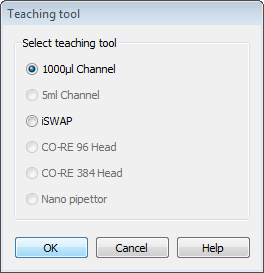 Teaching tool
Select teaching tool
1000µl Channel
5ml Channel
iSWAP
CO-RE 96 Head
CO-RE 384 Head
Nano pipettor
OK
Cancel
Help